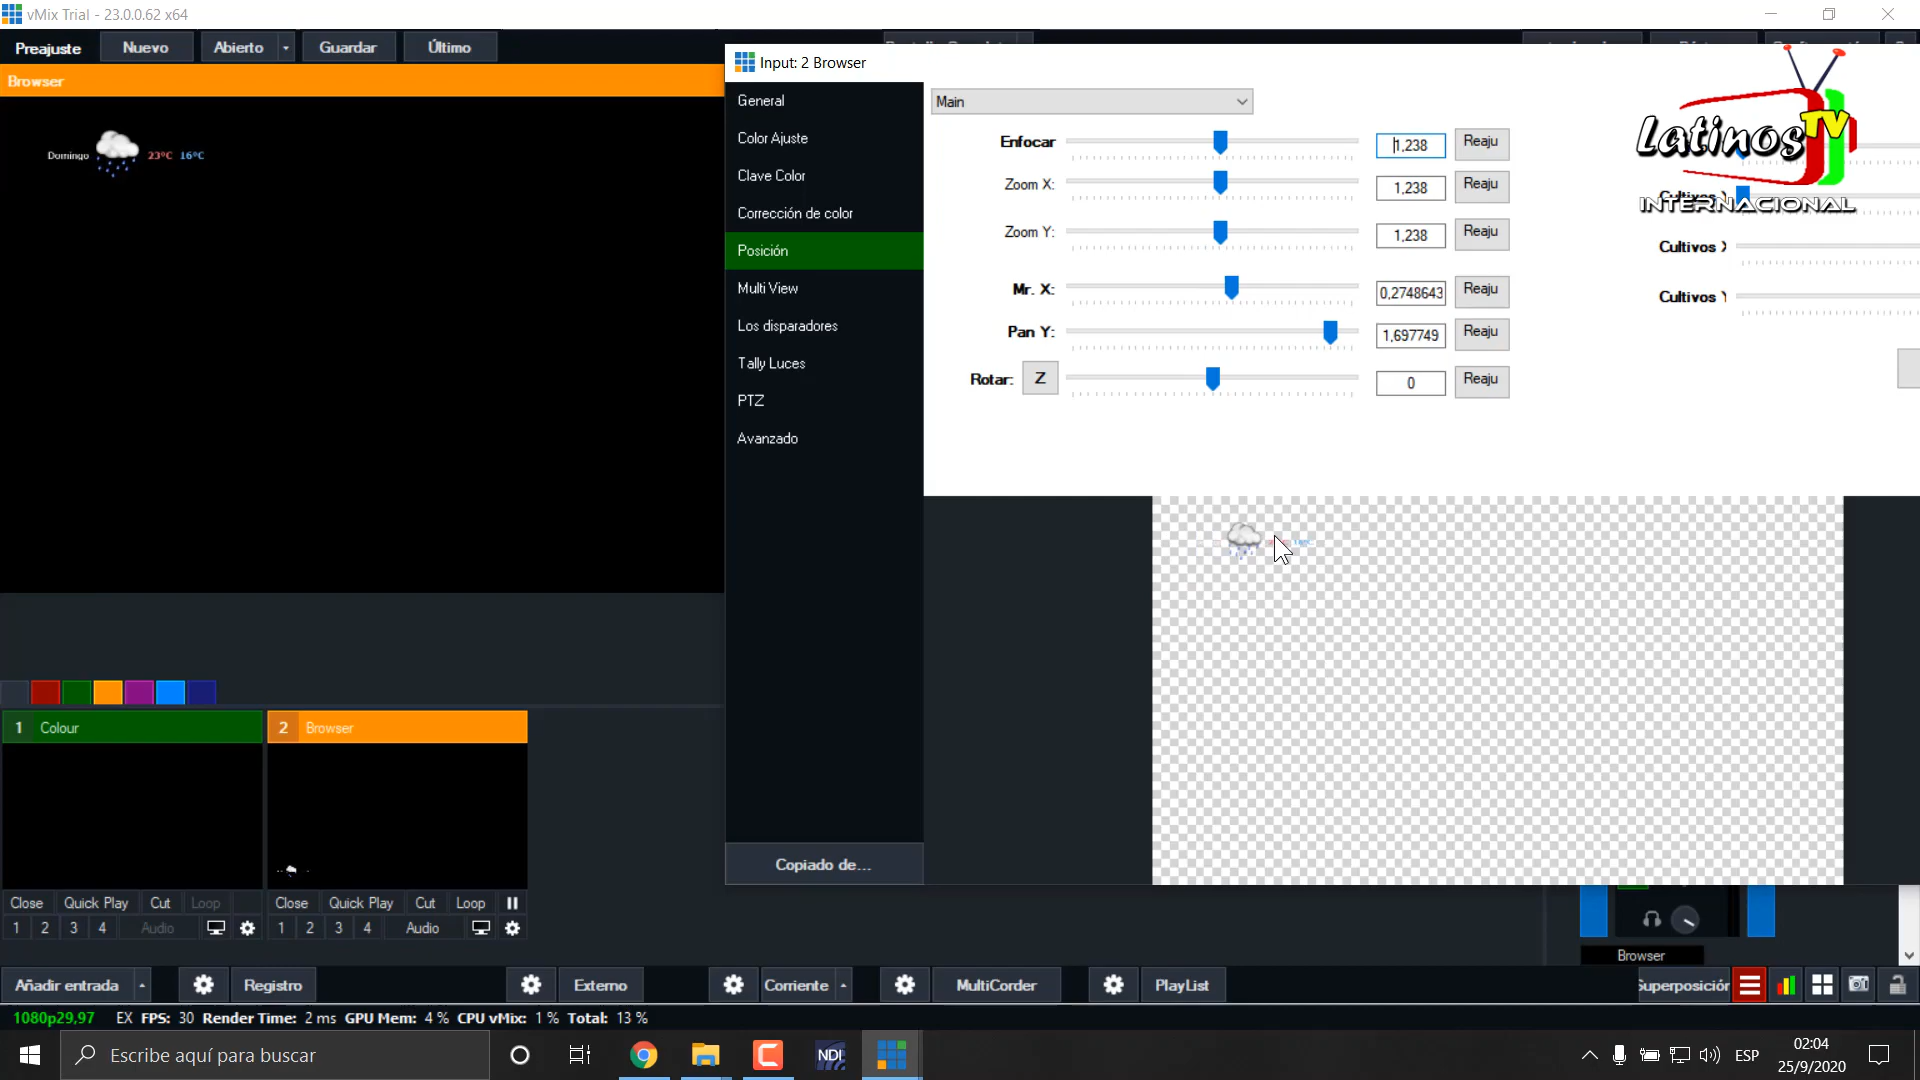 vMix Trial - 23.0.0.62 x64
Preajuste Nuevo Abierto Guardar Último
Browser
Domingo 23ºC 16ºC
Input: 2 Browser
General
Color Ajuste
Clave Color
Corrección de color
Posición
Multi View
Los disparadores
Tally Luces
PTZ
Avanzado
Copiado de...
Main
Enfocar 1,238 Reaju
Zoom X: 1,238 Reaju
Zoom Y: 1,238 Reaju
Mr. X: 0,2748643 Reaju
Pan Y: 1,697749 Reaju
Rotar: Z 0 Reaju
Latinos TV
INTERNACIONAL
Cultivos X
Cultivos Y
1 Colour
2 Browser
Close Quick Play Cut Loop
Close Quick Play Cut Loop
1 2 3 4 Audio
1 2 3 4 Audio
Browser
Añadir entrada Registro Externo Corriente MultiCorder PlayList Superposición
1080p29,97 EX FPS: 30 Render Time: 2 ms GPU Mem: 4 % CPU vMix: 1 % Total: 13 %
Escribe aquí para buscar
NDI
ESP
02:04
25/9/2020